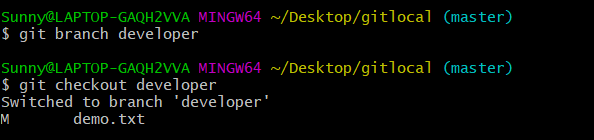 Sunny@LAPTOP-GAQH2VVA MINGW64 ~/Desktop/gitlocal (master)
$ git branch developer
Sunny@LAPTOP-GAQH2VVA MINGW64 ~/Desktop/gitlocal (master)
$ git checkout developer
Switched to branch 'developer'
M       demo.txt